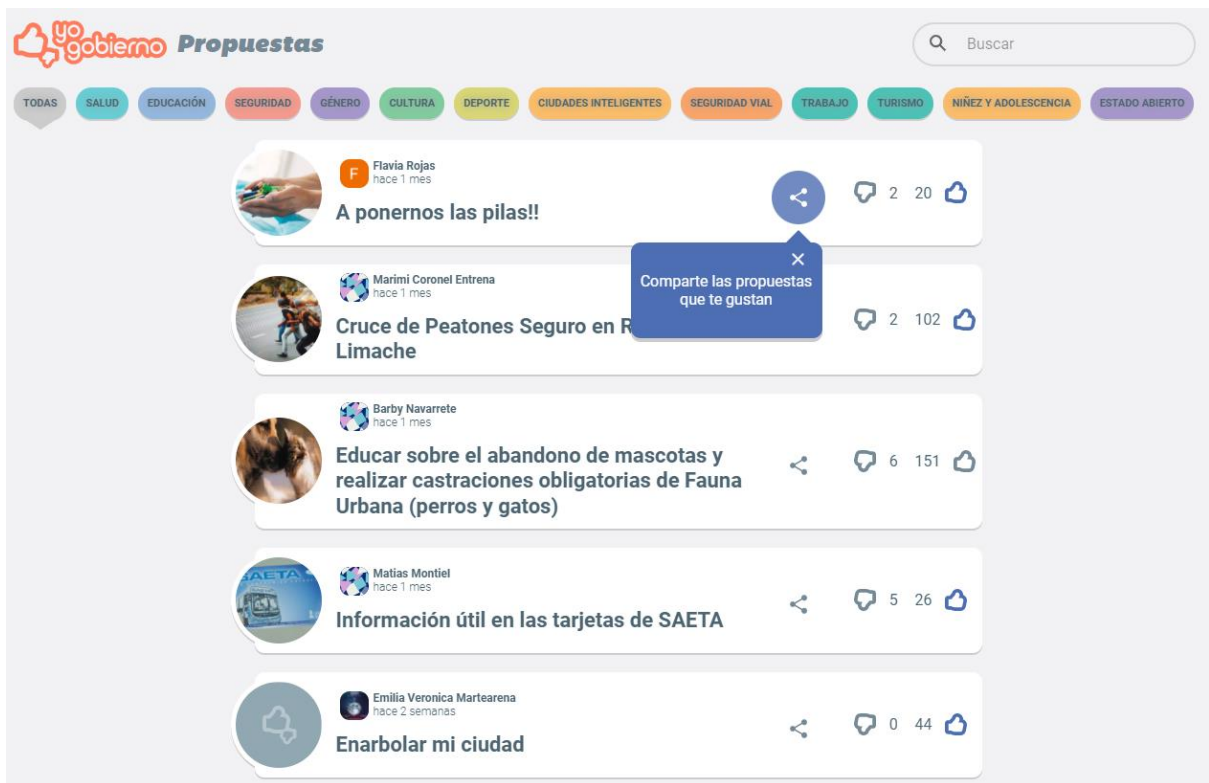 yo
gobierno Propuestas
Buscar
TODAS SALUD EDUCACIÓN SEGURIDAD GÉNERO CULTURA DEPORTE CIUDADES INTELIGENTES SEGURIDAD VIAL TRABAJO TURISMO NIÑEZ Y ADOLESCENCIA ESTADO ABIERTO
F
Flavia Rojas
hace 1 mes
A ponernos las pilas!!
2 20
Comparte las propuestas
que te gustan
Marimi Coronel Entrena
hace 1 mes
Cruce de Peatones Seguro en
Limache
2 102
Barby Navarrete
hace 1 mes
Educar sobre el abandono de mascotas y
realizar castraciones obligatorias de Fauna
Urbana (perros y gatos)
6 151
SAETA
Matias Montiel
hace 1 mes
Información útil en las tarjetas de SAETA
5 26
Emilia Veronica Martearena
hace 2 semanas
Enarbolar mi ciudad
0 44